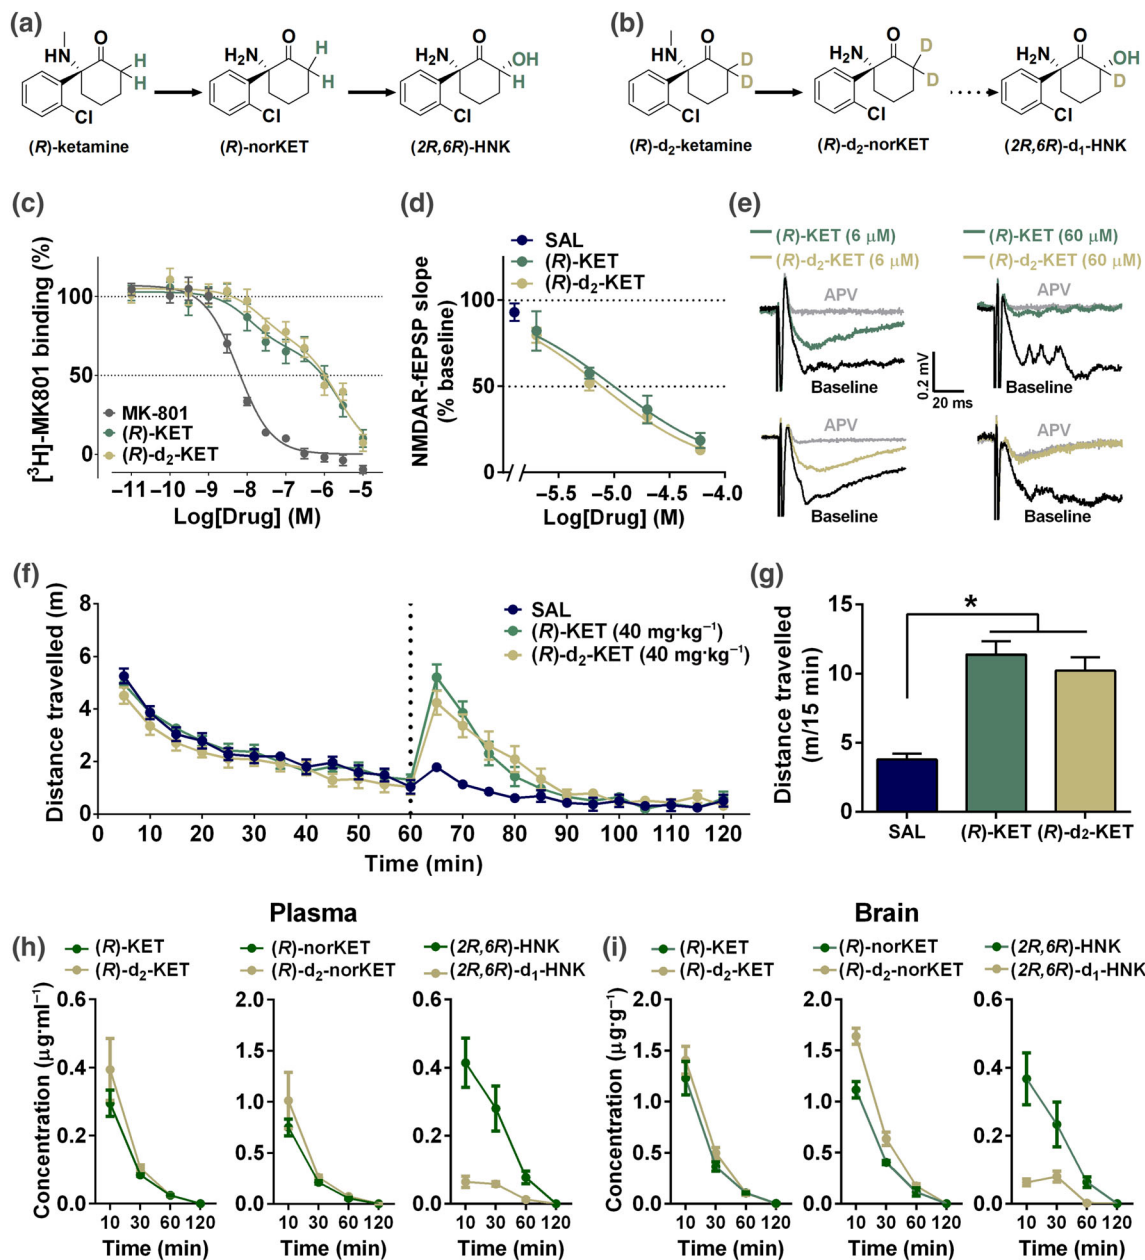 (a)
HN
O
H
H
Cl
(R)-ketamine
H2N
O
H
H
Cl
(R)-norKET
H2N
O
OH
H
Cl
(2R,6R)-HNK
(b)
HN
O
D
D
Cl
(R)-d2-ketamine
H2N
O
D
D
Cl
(R)-d2-norKET
H2N
O
OH
D
Cl
(2R,6R)-d1-HNK
(c)
[3H]-MK801 binding (%)
100
50
0
MK-801
(R)-KET
(R)-d2-KET
−11 −10 −9 −8 −7 −6 −5
Log[Drug] (M)
(d)
SAL
(R)-KET
(R)-d2-KET
NMDAR-fEPSP slope
(% baseline)
100
50
0
−5.5 −5.0 −4.5 −4.0
Log[Drug] (M)
(e)
(R)-KET (6 μM)
(R)-d2-KET (6 μM)
(R)-KET (60 μM)
(R)-d2-KET (60 μM)
APV
Baseline
APV
Baseline
0.2 mV
20 ms
APV
Baseline
APV
Baseline
(f)
Distance travelled (m)
8
6
4
2
0
SAL
(R)-KET (40 mg·kg−1)
(R)-d2-KET (40 mg·kg−1)
0 10 20 30 40 50 60 70 80 90 100 110 120
Time (min)
(g)
Distance travelled
(m/15 min)
15
10
5
0
*
SAL (R)-KET (R)-d2-KET
Plasma
(h)
(R)-KET
(R)-d2-KET
(R)-norKET
(R)-d2-norKET
(2R,6R)-HNK
(2R,6R)-d1-HNK
Concentration (μg·ml−1)
0.6
0.4
0.2
0.0
10 30 60 120
Time (min)
2.0
1.5
1.0
0.5
0.0
10 30 60 120
Time (min)
0.6
0.4
0.2
0.0
10 30 60 120
Time (min)
Brain
(i)
(R)-KET
(R)-d2-KET
(R)-norKET
(R)-d2-norKET
(2R,6R)-HNK
(2R,6R)-d1-HNK
Concentration (μg·g−1)
2.0
1.5
1.0
0.5
0.0
10 30 60 120
Time (min)
2.0
1.5
1.0
0.5
0.0
10 30 60 120
Time (min)
0.6
0.4
0.2
0.0
10 30 60 120
Time (min)